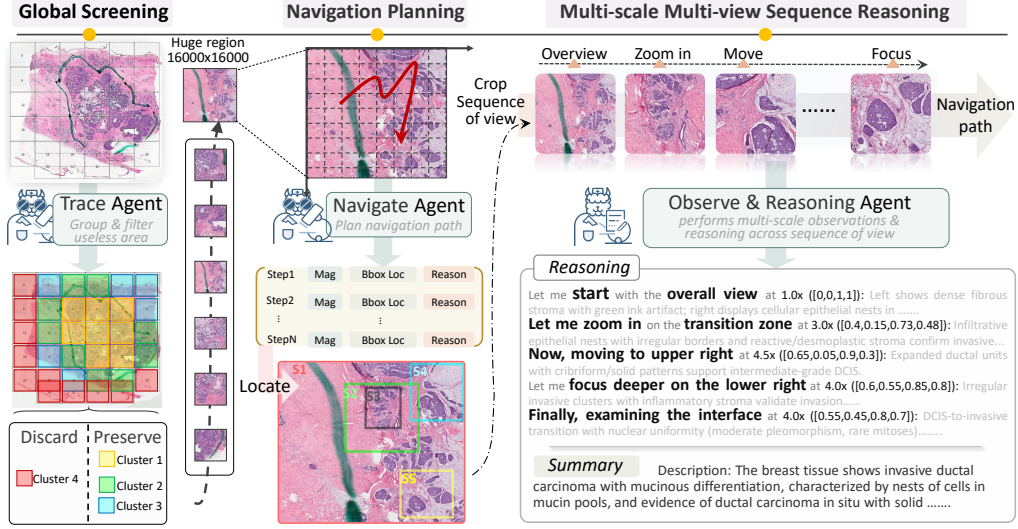 Global Screening
Navigation Planning
Multi-scale Multi-view Sequence Reasoning
Huge region
16000x16000
Trace Agent
Group & filter
useless area
Discard
Preserve
Cluster 4
Cluster 1
Cluster 2
Cluster 3
Navigate Agent
Plan navigation path
Step1 Mag Bbox Loc Reason
Step2 Mag Bbox Loc Reason
⋮ ⋮
StepN Mag Bbox Loc Reason
Locate
S1
S2
S3
S4
S5
Crop
Sequence
of view
Overview
Zoom in
Move
......
Focus
Navigation
path
Observe & Reasoning Agent
performs multi-scale observations &
reasoning across sequence of view
Reasoning
Let me start with the overall view at 1.0x ([0,0,1,1]): Left shows dense fibrous
stroma with green ink artifact; right displays cellular epithelial nests in .......
Let me zoom in on the transition zone at 3.0x ([0.4,0.15,0.73,0.48]): Infiltrative
epithelial nests with irregular borders and reactive/desmoplastic stroma confirm invasive...
Now, moving to upper right at 4.5x ([0.65,0.05,0.9,0.3]): Expanded ductal units
with cribriform/solid patterns support intermediate-grade DCIS.
Let me focus deeper on the lower right at 4.0x ([0.6,0.55,0.85,0.8]): Irregular
invasive clusters with inflammatory stroma validate invasion......
Finally, examining the interface at 4.0x ([0.55,0.45,0.8,0.7]): DCIS-to-invasive
transition with nuclear uniformity (moderate pleomorphism, rare mitoses)........
Summary
Description: The breast tissue shows invasive ductal
carcinoma with mucinous differentiation, characterized by nests of cells in
mucin pools, and evidence of ductal carcinoma in situ with solid .......